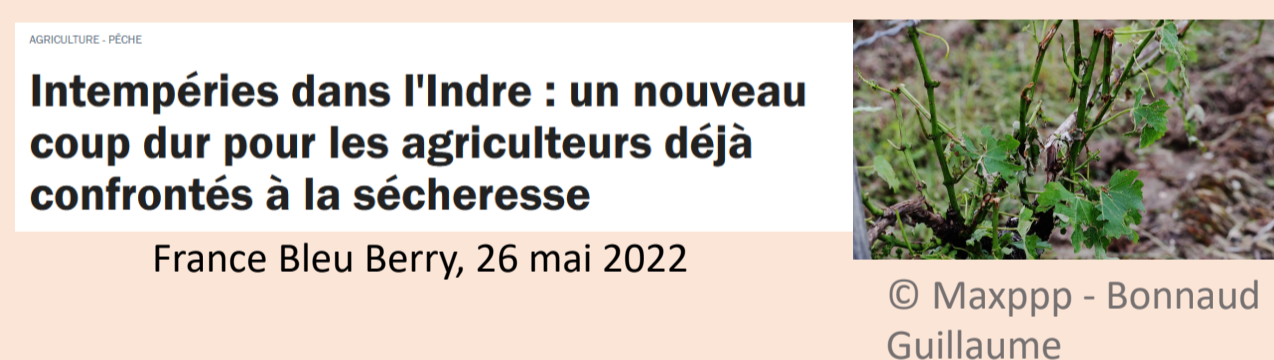 AGRICULTURE - PÊCHE
Intempéries dans l'Indre : un nouveau
coup dur pour les agriculteurs déjà
confrontés à la sécheresse
France Bleu Berry, 26 mai 2022
© Maxppp - Bonnaud
Guillaume